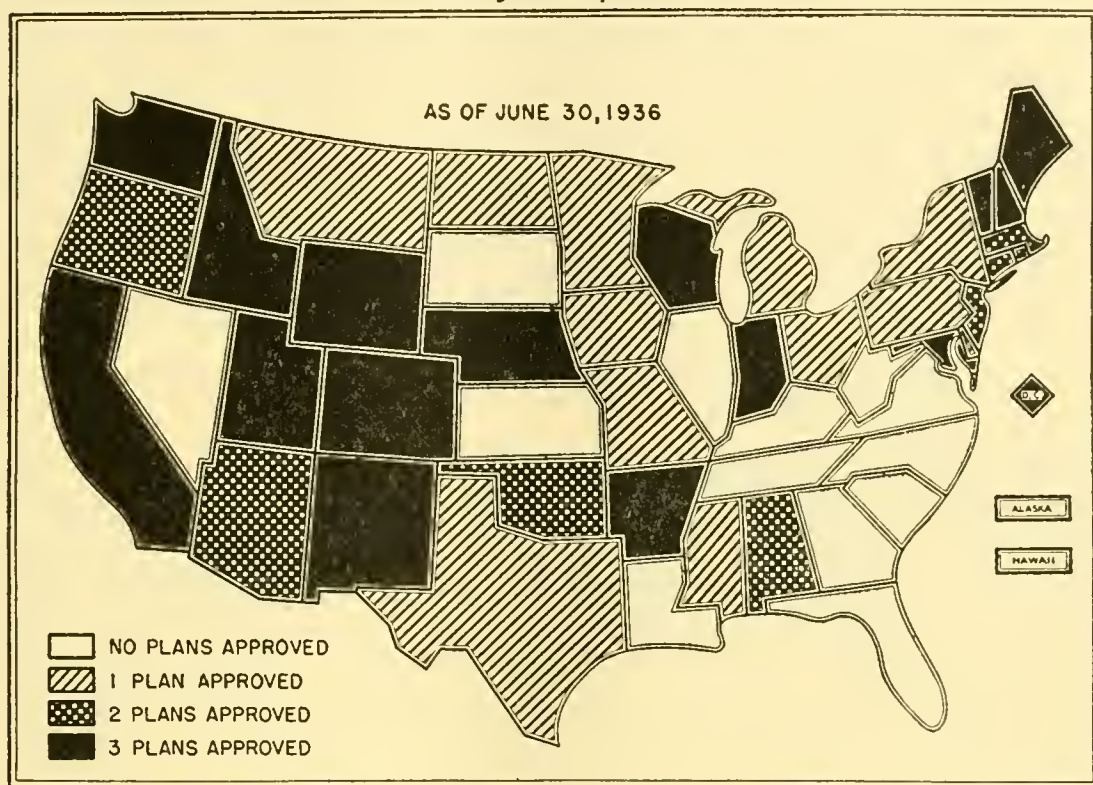 AS OF JUNE 30, 1936
D.C.
ALASKA
HAWAII
NO PLANS APPROVED
1 PLAN APPROVED
2 PLANS APPROVED
3 PLANS APPROVED